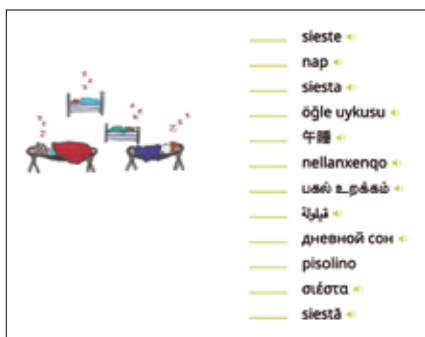 sieste
nap
siesta
öğle uykusu
午睡
nellanxenqo
பகல் உறக்கம்
قيلولة
дневной сон
pisolino
σιέστα
siestă